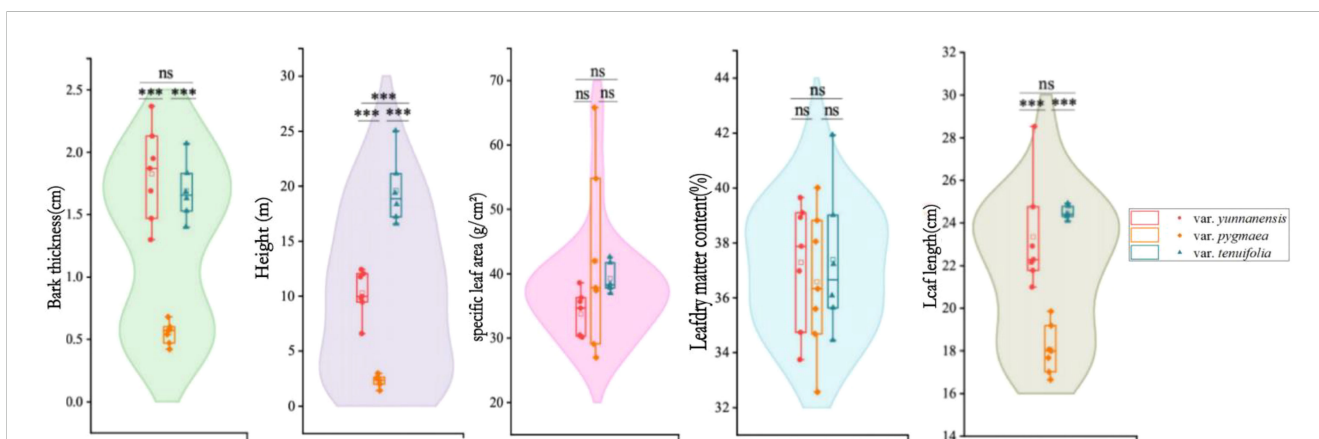 Bark thickness(cm)
2.5
2.0
1.5
1.0
0.5
0.0
ns
*** ***
Height (m)
30
25
20
15
10
5
0
***
*** ***
specific leaf area (g/cm²)
70
60
50
40
30
20
ns
ns ns
Leafdry matter content(%)
44
42
40
38
36
34
32
ns
ns ns
Leaf length(cm)
32
30
28
26
24
22
20
18
16
14
ns
*** ***
var. yunnanensis
var. pygmaea
var. tenuifolia